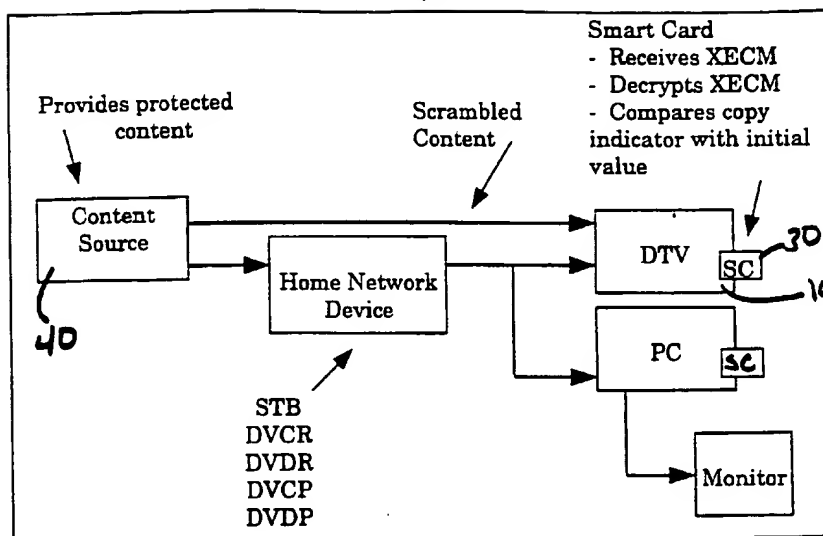 Smart Card
- Receives XECM
- Decrypts XECM
- Compares copy
indicator with initial
value
Provides protected
content
Scrambled
Content
Content
Source
40
Home Network
Device
DTV
SC
30
PC
SC
STB
DVCR
DVDR
DVCP
DVDP
Monitor